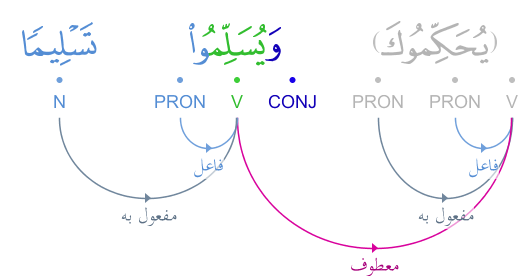 (يُحَكِّمُوكَ) وَيُسَلِّمُوا۟ تَسْلِيمًا
V PRON PRON CONJ V PRON N
فاعل فاعل
مفعول به مفعول به
معطوف